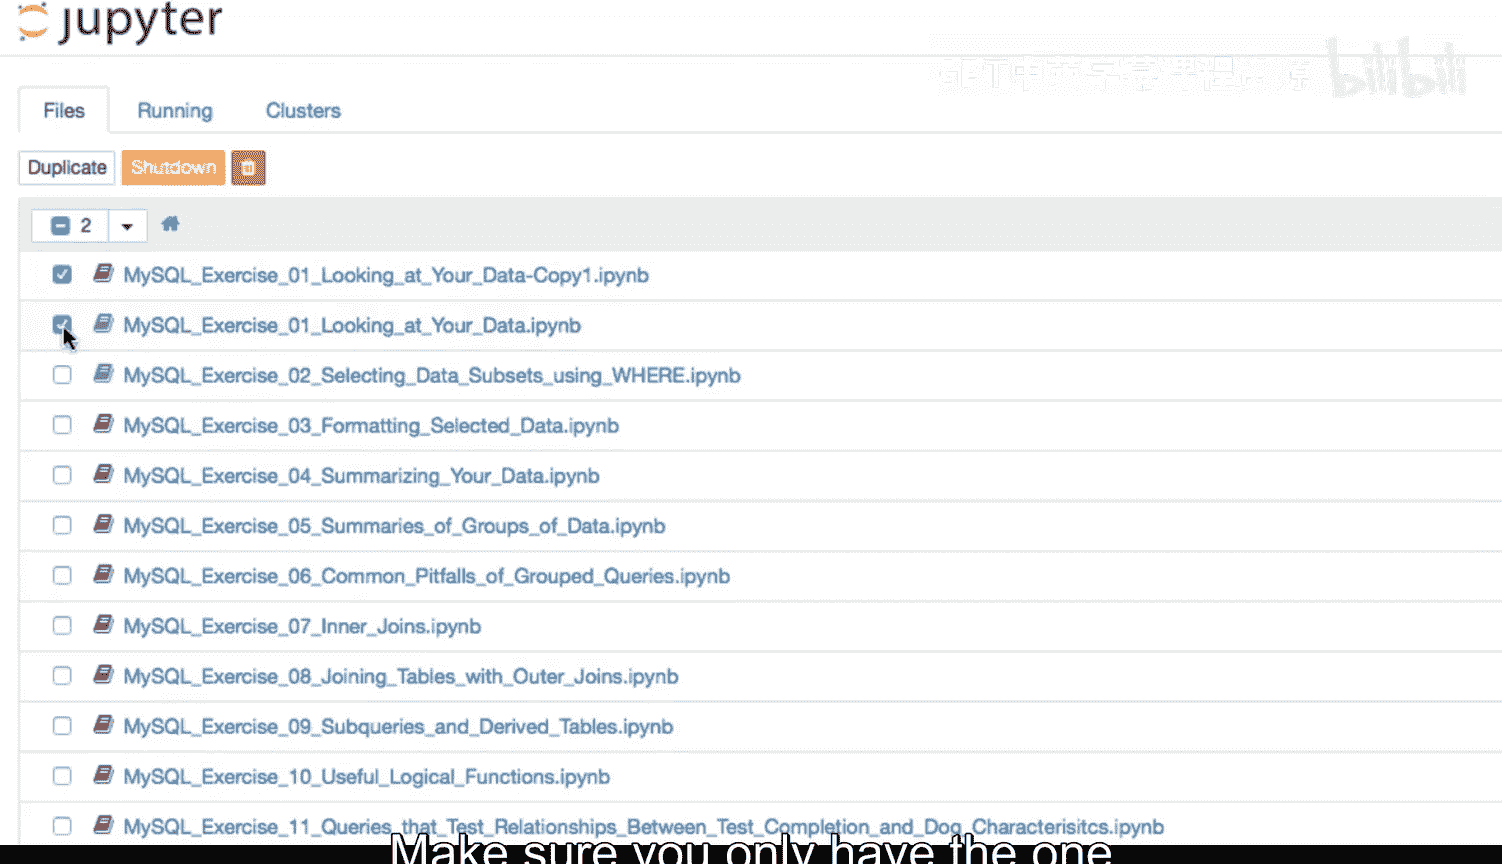 jupyter
bilibili
Files Running Clusters
Duplicate Shutdown
2
MySQL_Exercise_01_Looking_at_Your_Data-Copy1.ipynb
MySQL_Exercise_01_Looking_at_Your_Data.ipynb
MySQL_Exercise_02_Selecting_Data_Subsets_using_WHERE.ipynb
MySQL_Exercise_03_Formatting_Selected_Data.ipynb
MySQL_Exercise_04_Summarizing_Your_Data.ipynb
MySQL_Exercise_05_Summaries_of_Groups_of_Data.ipynb
MySQL_Exercise_06_Common_Pitfalls_of_Grouped_Queries.ipynb
MySQL_Exercise_07_Inner_Joins.ipynb
MySQL_Exercise_08_Joining_Tables_with_Outer_Joins.ipynb
MySQL_Exercise_09_Subqueries_and_Derived_Tables.ipynb
MySQL_Exercise_10_Useful_Logical_Functions.ipynb
MySQL_Exercise_11_Queries_that_Test_Relationships_Between_Test_Completion_and_Dog_Characterisitcs.ipynb
Make sure you only have the one